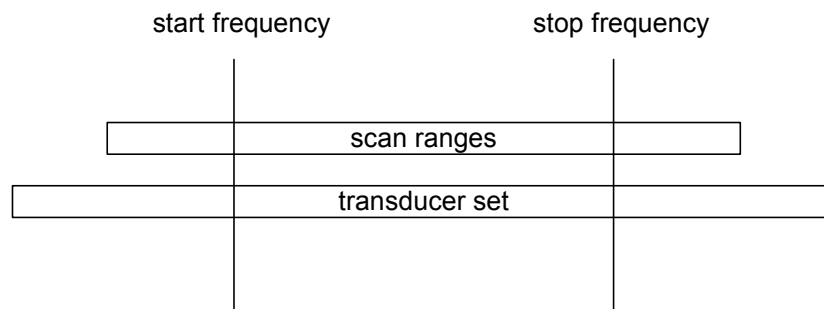 start frequency
stop frequency
scan ranges
transducer set